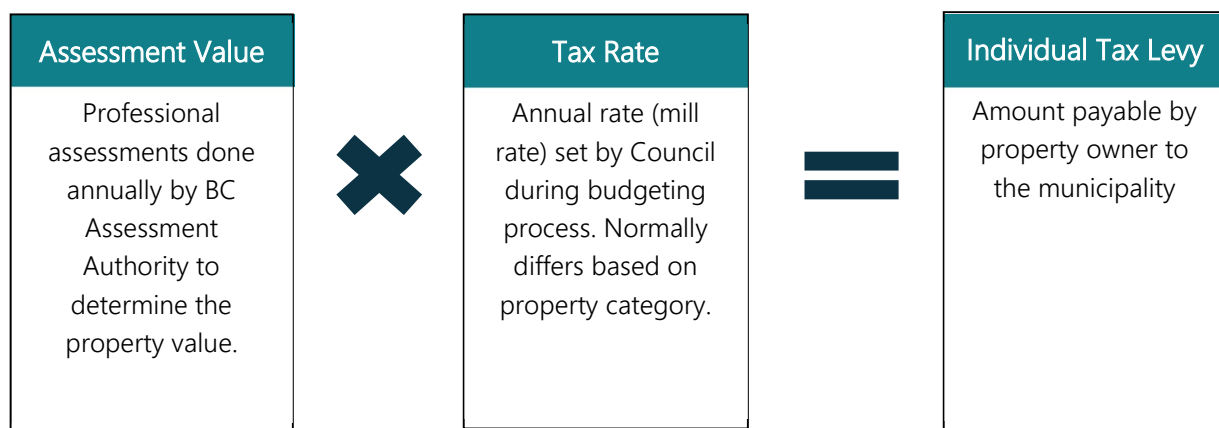 Assessment Value
Professional
assessments done
annually by BC
Assessment
Authority to
determine the
property value.
Tax Rate
Annual rate (mill
rate) set by Council
during budgeting
process. Normally
differs based on
property category.
Individual Tax Levy
Amount payable by
property owner to
the municipality